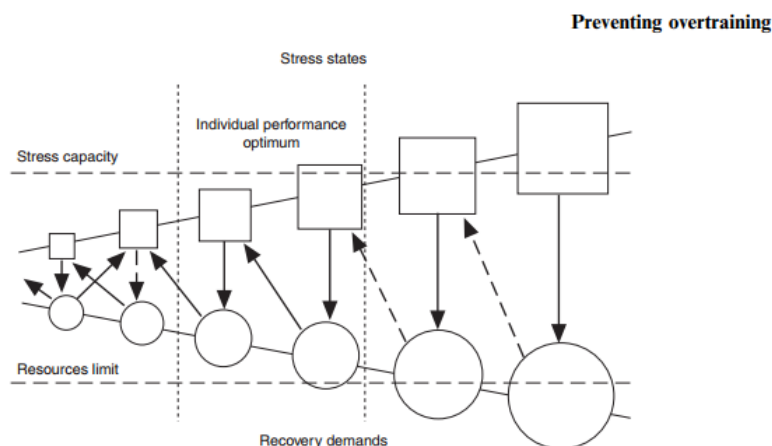 Preventing overtraining
Stress states
Individual performance
optimum
Stress capacity
Resources limit
Recovery demands